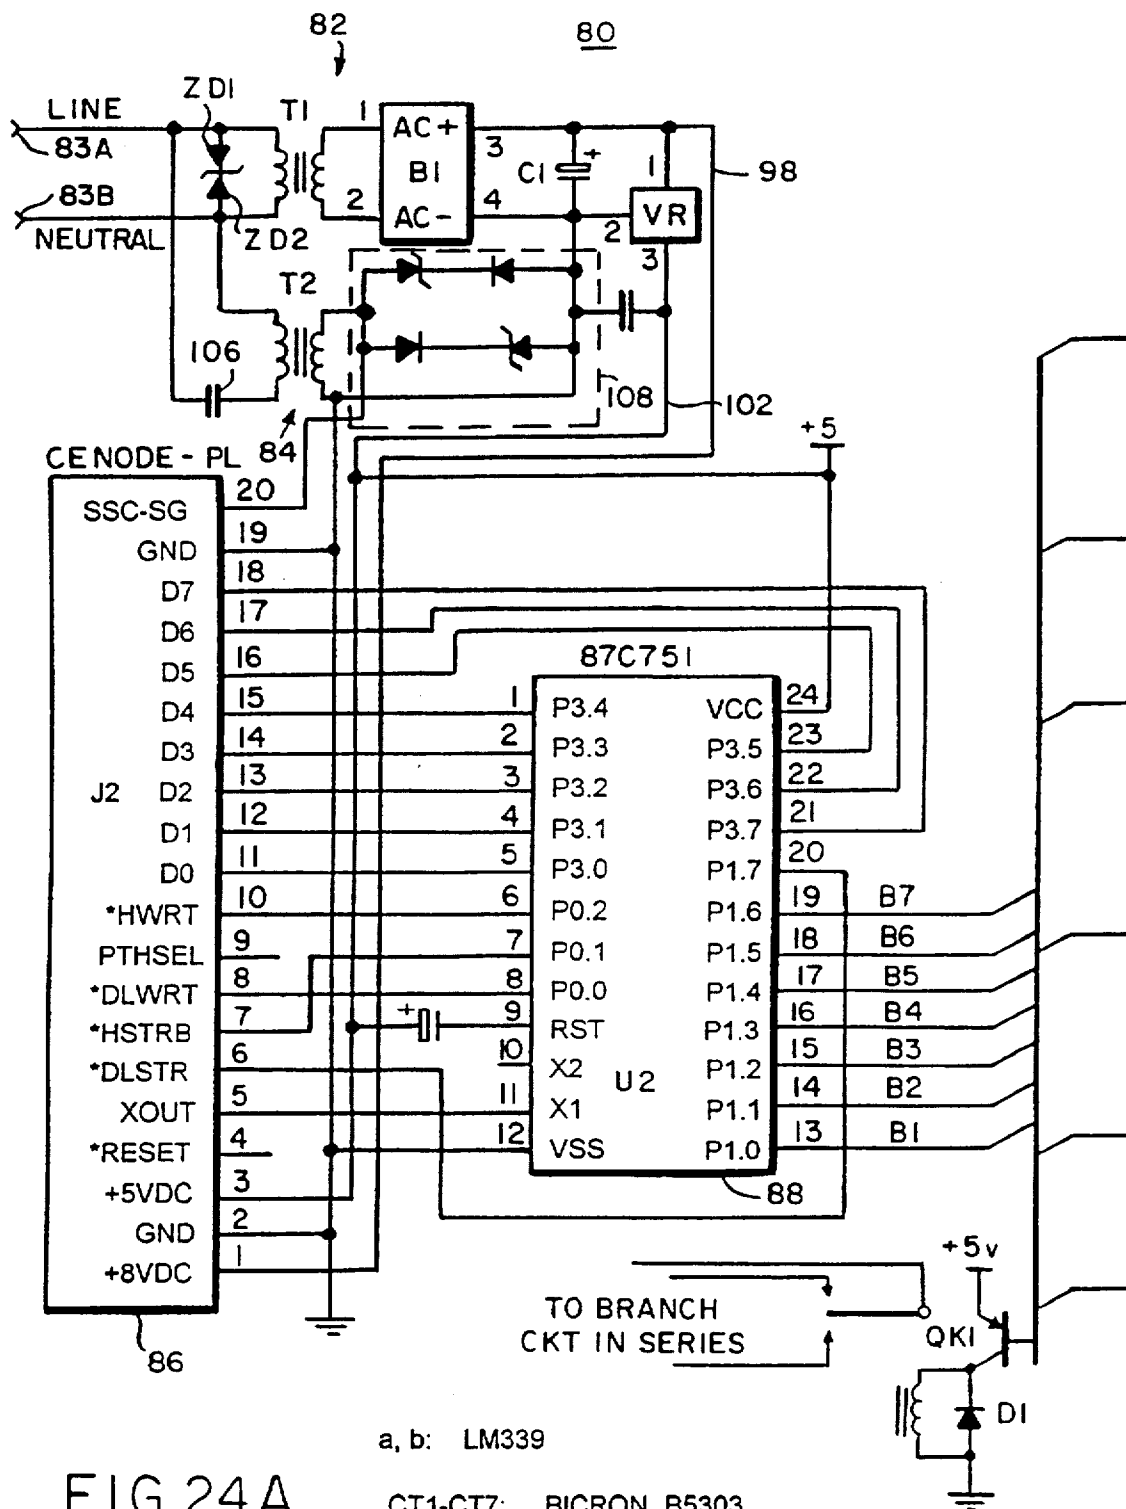 82
80
Z D1
LINE
T1
1
AC+
3
+
83A
B1
C1
1
98
83B
2
AC-
4
2
VR
NEUTRAL
Z D2
3
T2
106
108
102
+5
84
CENODE - PL
20
SSC-SG
19
GND
18
D7
17
D6
16
87C751
D5
15
1
P3.4
VCC
24
D4
14
2
P3.3
P3.5
23
D3
13
3
P3.2
P3.6
22
J2
D2
12
4
P3.1
P3.7
21
D1
11
5
P3.0
P1.7
20
D0
10
6
P0.2
P1.6
19
B7
*HWRT
9
7
P0.1
P1.5
18
B6
PTHSEL
8
8
P0.0
P1.4
17
B5
*DLWRT
7
+
9
RST
P1.3
16
B4
*HSTRB
6
10
X2
U2
P1.2
15
B3
*DLSTR
5
11
X1
P1.1
14
B2
XOUT
4
12
VSS
P1.0
13
B1
*RESET
3
88
+5VDC
2
GND
1
+5v
+8VDC
TO BRANCH
CKT IN SERIES
QK1
86
D1
a, b: LM339
FIG. 24A
CT1-CT7: BICRON B5303